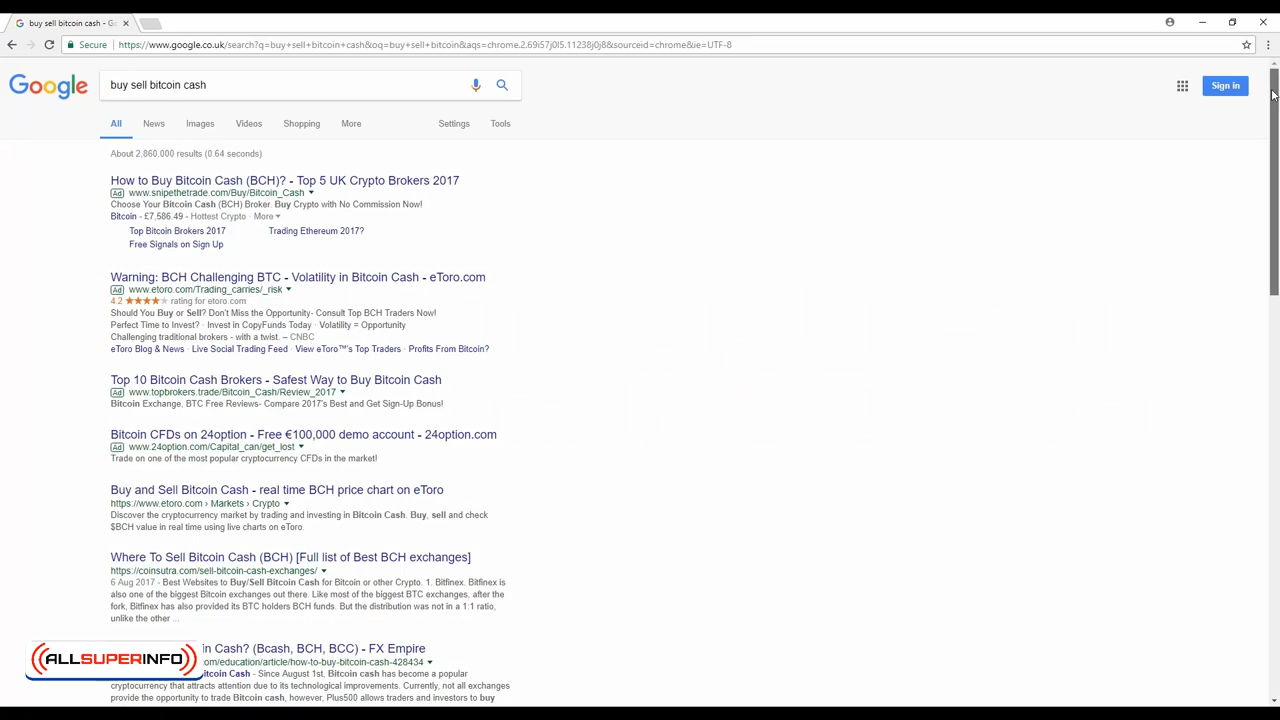 buy sell bitcoin cash - Go
Secure
https://www.google.co.uk/search?q=buy+sell+bitcoin+cash&oq=buy+sell+bitcoin&aqs=chrome.2.69i57j0l5.11238j0j8&sourceid=chrome&ie=UTF-8
Google
buy sell bitcoin cash
Sign in
All News Images Videos Shopping More Settings Tools
About 2,860,000 results (0.64 seconds)
How to Buy Bitcoin Cash (BCH)? - Top 5 UK Crypto Brokers 2017
Ad www.snipethetrade.com/Buy/Bitcoin_Cash
Choose Your Bitcoin Cash (BCH) Broker. Buy Crypto with No Commission Now!
Bitcoin - £7,586.49 - Hottest Crypto · More
Top Bitcoin Brokers 2017 Trading Ethereum 2017?
Free Signals on Sign Up
Warning: BCH Challenging BTC - Volatility in Bitcoin Cash - eToro.com
Ad www.etoro.com/Trading_carries/_risk
4.2 ★★★★★ rating for etoro.com
Should You Buy or Sell? Don't Miss the Opportunity- Consult Top BCH Traders Now!
Perfect Time to Invest? · Invest in CopyFunds Today · Volatility = Opportunity
Challenging traditional brokers - with a twist. – CNBC
eToro Blog & News · Live Social Trading Feed · View eToro™'s Top Traders · Profits From Bitcoin?
Top 10 Bitcoin Cash Brokers - Safest Way to Buy Bitcoin Cash
Ad www.topbrokers.trade/Bitcoin_Cash/Review_2017
Bitcoin Exchange, BTC Free Reviews- Compare 2017's Best and Get Sign-Up Bonus!
Bitcoin CFDs on 24option - Free €100,000 demo account - 24option.com
Ad www.24option.com/Capital_can/get_lost
Trade on one of the most popular cryptocurrency CFDs in the market!
Buy and Sell Bitcoin Cash - real time BCH price chart on eToro
https://www.etoro.com › Markets › Crypto
Discover the cryptocurrency market by trading and investing in Bitcoin Cash. Buy, sell and check
$BCH value in real time using live charts on eToro.
Where To Sell Bitcoin Cash (BCH) [Full list of Best BCH exchanges]
https://coinsutra.com/sell-bitcoin-cash-exchanges/
6 Aug 2017 - Best Websites to Buy/Sell Bitcoin Cash for Bitcoin or other Crypto. 1. Bitfinex. Bitfinex is
also one of the biggest Bitcoin exchanges out there. Like most of the biggest BTC exchanges, after the
fork, Bitfinex has also provided its BTC holders BCH funds. But the distribution was not in a 1:1 ratio,
unlike the other ...
in Cash? (Bcash, BCH, BCC) - FX Empire
com/education/article/how-to-buy-bitcoin-cash-428434
itcoin Cash - Since August 1st, Bitcoin cash has become a popular
cryptocurrency that attracts attention due to its technological improvements. Currently, not all exchanges
provide the opportunity to trade Bitcoin cash, however, Plus500 allows traders and investors to buy
ALLSUPERINFO